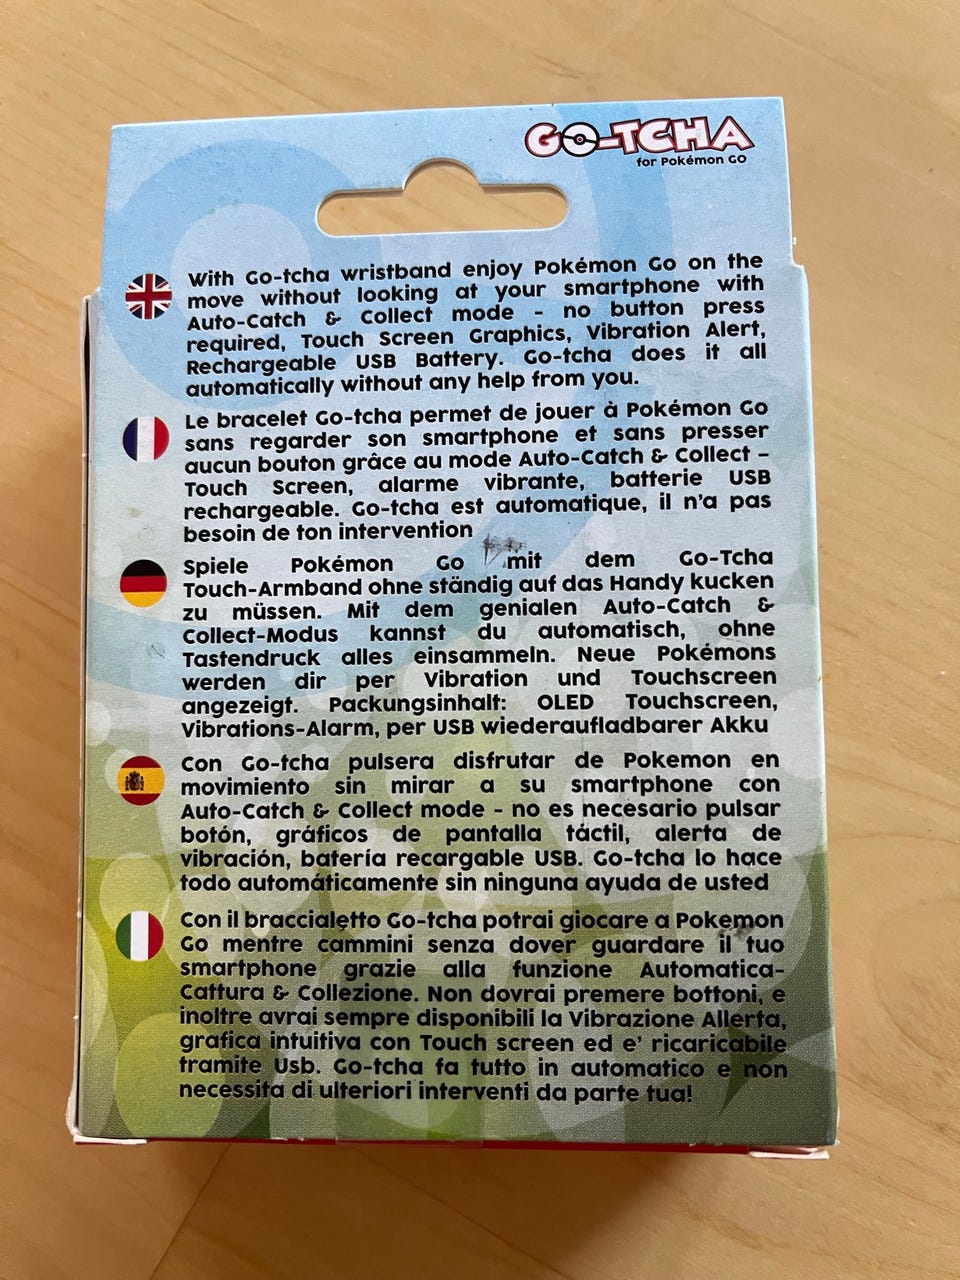 GO-TCHA
for Pokémon GO
With Go-tcha wristband enjoy Pokémon Go on the
move without looking at your smartphone with
Auto-Catch & Collect mode - no button press
required, Touch Screen Graphics, Vibration Alert,
Rechargeable USB Battery. Go-tcha does it all
automatically without any help from you.
Le bracelet Go-tcha permet de jouer à Pokémon Go
sans regarder son smartphone et sans presser
aucun bouton grâce au mode Auto-Catch & Collect –
Touch Screen, alarme vibrante, batterie USB
rechargeable. Go-tcha est automatique, il n'a pas
besoin de ton intervention
Spiele Pokémon Go mit dem Go-Tcha
Touch-Armband ohne ständig auf das Handy kucken
zu müssen. Mit dem genialen Auto-Catch &
Collect-Modus kannst du automatisch, ohne
Tastendruck alles einsammeln. Neue Pokémons
werden dir per Vibration und Touchscreen
angezeigt. Packungsinhalt: OLED Touchscreen,
Vibrations-Alarm, per USB wiederaufladbarer Akku
Con Go-tcha pulsera disfrutar de Pokemon en
movimiento sin mirar a su smartphone con
Auto-Catch & Collect mode - no es necesario pulsar
botón, gráficos de pantalla táctil, alerta de
vibración, batería recargable USB. Go-tcha lo hace
todo automáticamente sin ninguna ayuda de usted
Con il braccialetto Go-tcha potrai giocare a Pokemon
Go mentre cammini senza dover guardare il tuo
smartphone grazie alla funzione Automatica-
Cattura & Collezione. Non dovrai premere bottoni, e
inoltre avrai sempre disponibili la Vibrazione Allerta,
grafica intuitiva con Touch screen ed e' ricaricabile
tramite Usb. Go-tcha fa tutto in automatico e non
necessita di ulteriori interventi da parte tua!